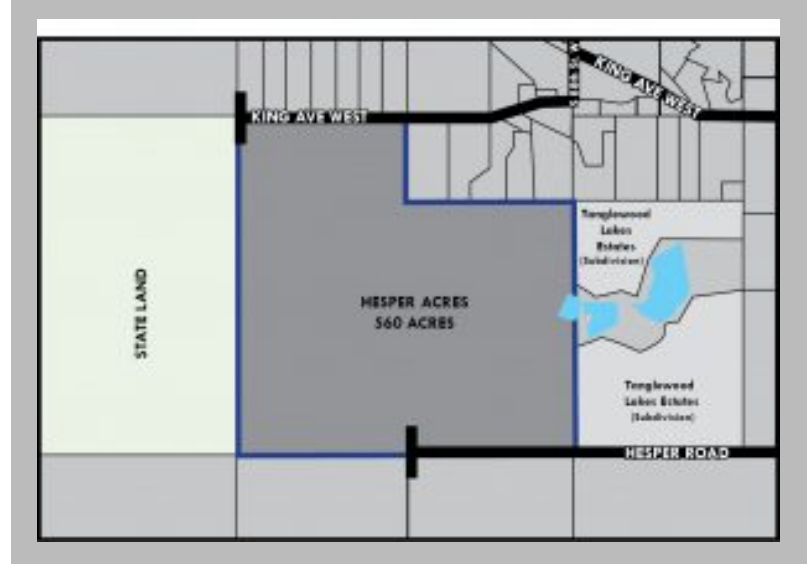 KING AVE WEST
KING AVE WEST
Tanglewood
Lakes
Estates
(Subdivision)
HESPER ACRES
560 ACRES
STATE LAND
Tanglewood
Lakes Estates
(Subdivision)
HESPER ROAD